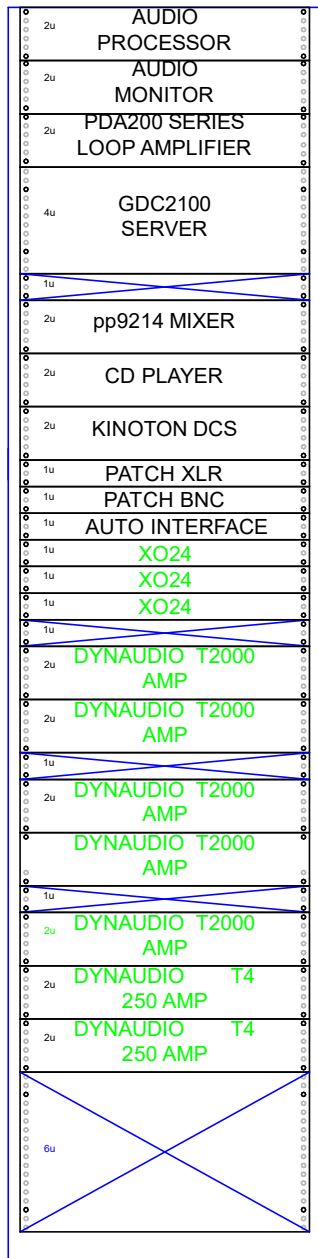 2u AUDIO
PROCESSOR
2u AUDIO
MONITOR
2u PDA200 SERIES
LOOP AMPLIFIER
4u GDC2100
SERVER
1u
2u pp9214 MIXER
2u CD PLAYER
2u KINOTON DCS
1u PATCH XLR
1u PATCH BNC
1u AUTO INTERFACE
1u XO24
1u XO24
1u XO24
1u
2u DYNAUDIO T2000
AMP
2u DYNAUDIO T2000
AMP
1u
2u DYNAUDIO T2000
AMP
DYNAUDIO T2000
AMP
1u
2u DYNAUDIO T2000
AMP
2u DYNAUDIO T4
250 AMP
2u DYNAUDIO T4
250 AMP
6u